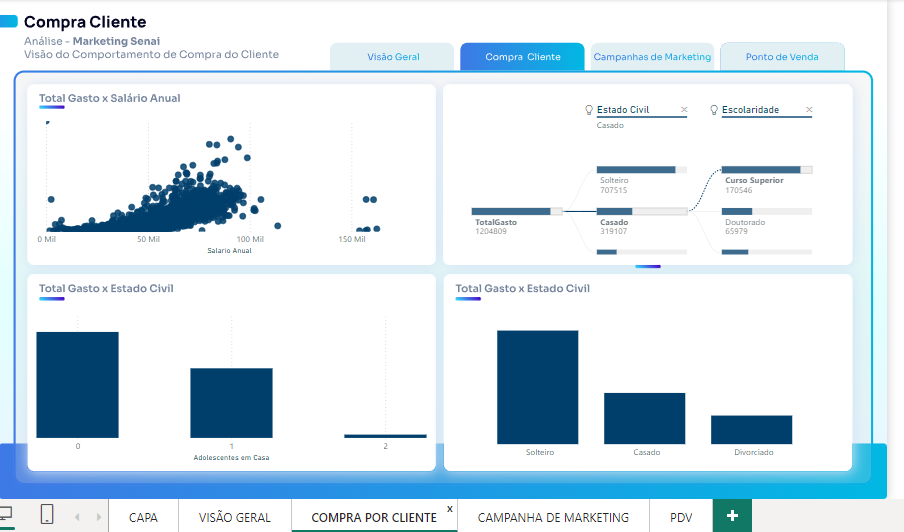 Compra Cliente
Análise - Marketing Senai
Visão do Comportamento de Compra do Cliente
Visão Geral
Compra Cliente
Campanhas de Marketing
Ponto de Venda
Total Gasto x Salário Anual
0 Mil
50 Mil
100 Mil
150 Mil
Salario Anual
Estado Civil
Casado
Escolaridade
TotalGasto
1204809
Solteiro
707515
Casado
319107
Curso Superior
170546
Doutorado
65979
Total Gasto x Estado Civil
0
1
2
Adolescentes em Casa
Total Gasto x Estado Civil
Solteiro
Casado
Divorciado
CAPA
VISÃO GERAL
COMPRA POR CLIENTE
x
CAMPANHA DE MARKETING
PDV
+